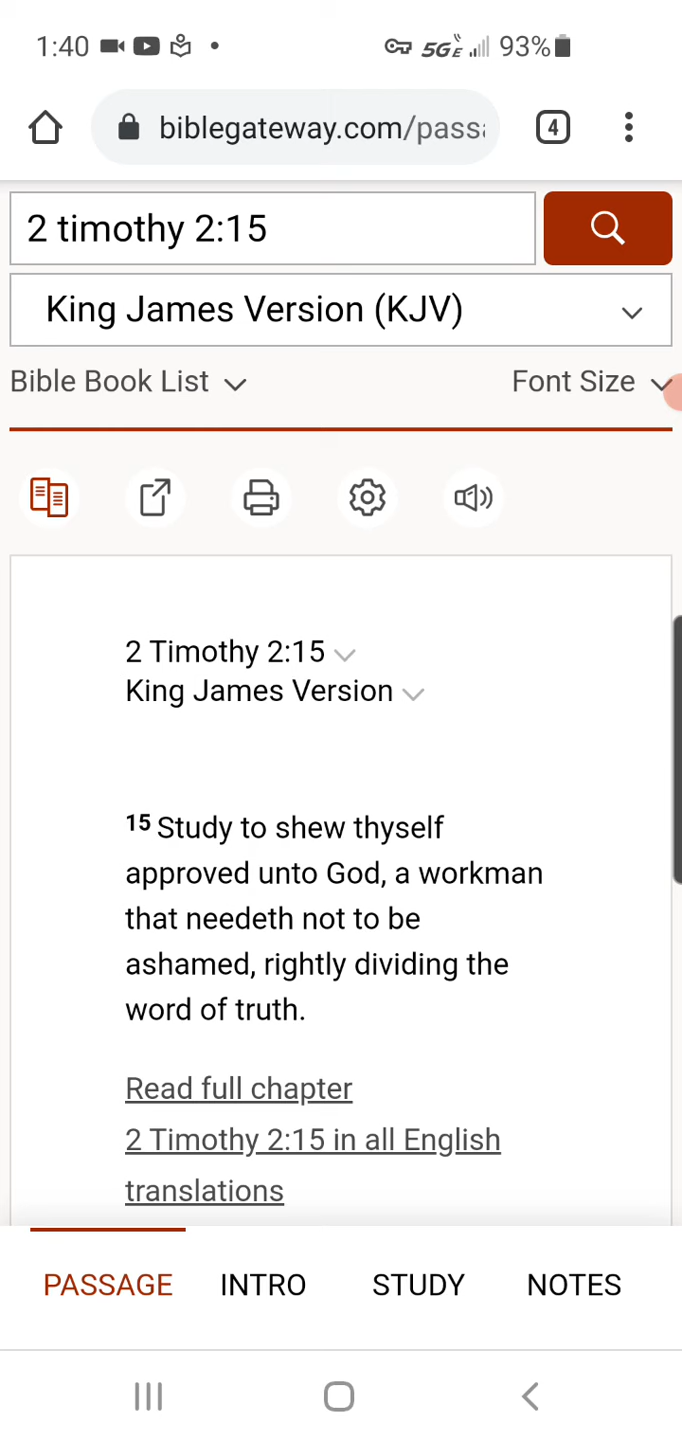 1:40 5GE 93%
biblegateway.com/pass 4
2 timothy 2:15
King James Version (KJV)
Bible Book List Font Size
2 Timothy 2:15
King James Version
15 Study to shew thyself
approved unto God, a workman
that needeth not to be
ashamed, rightly dividing the
word of truth.
Read full chapter
2 Timothy 2:15 in all English
translations
PASSAGE INTRO STUDY NOTES